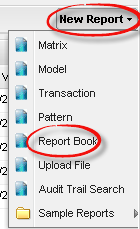 New Report
Matrix
Model
Transaction
Pattern
Report Book
Upload File
Audit Trail Search
Sample Reports